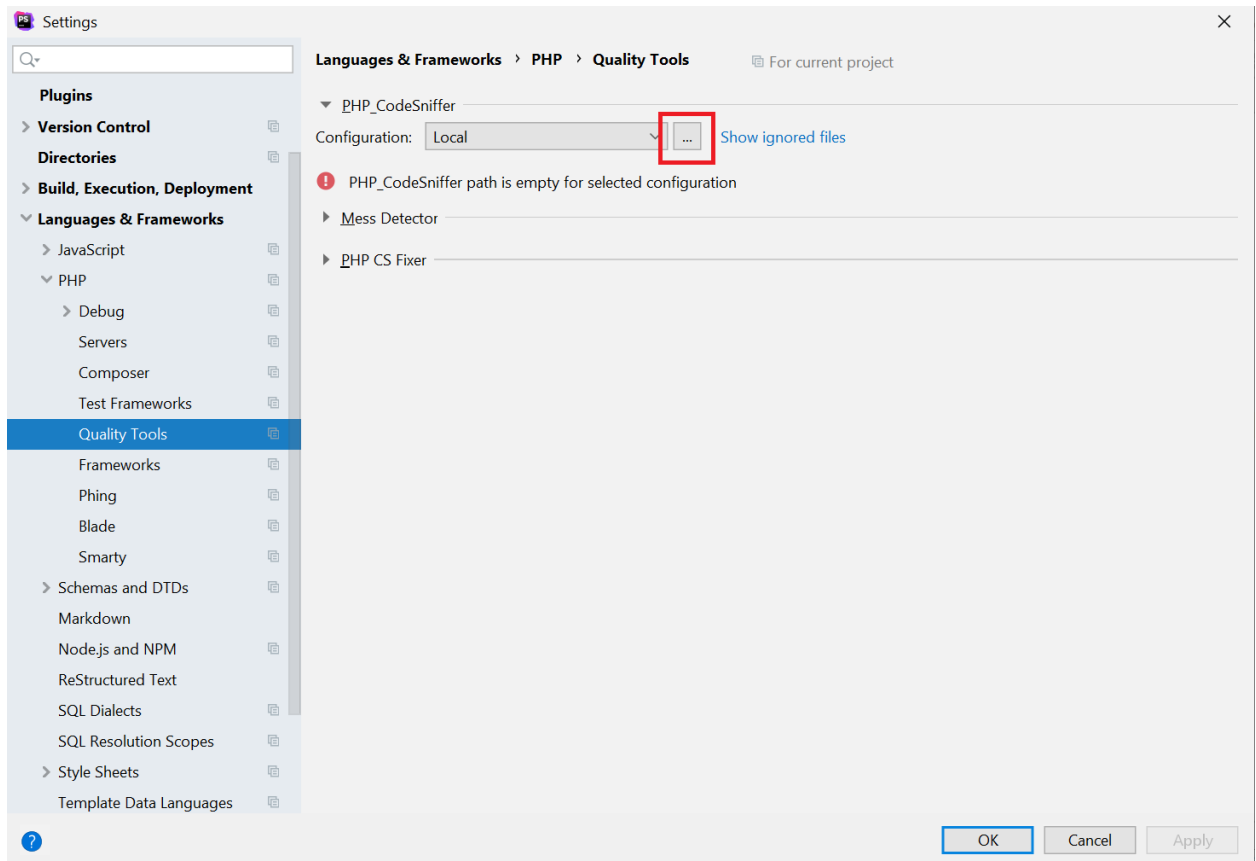 PS
Settings
Languages & Frameworks › PHP › Quality Tools For current project
Plugins
Version Control
Directories
Build, Execution, Deployment
Languages & Frameworks
JavaScript
PHP
Debug
Servers
Composer
Test Frameworks
Quality Tools
Frameworks
Phing
Blade
Smarty
Schemas and DTDs
Markdown
Node.js and NPM
ReStructured Text
SQL Dialects
SQL Resolution Scopes
Style Sheets
Template Data Languages
PHP_CodeSniffer
Configuration: Local ... Show ignored files
PHP_CodeSniffer path is empty for selected configuration
Mess Detector
PHP CS Fixer
? OK Cancel Apply